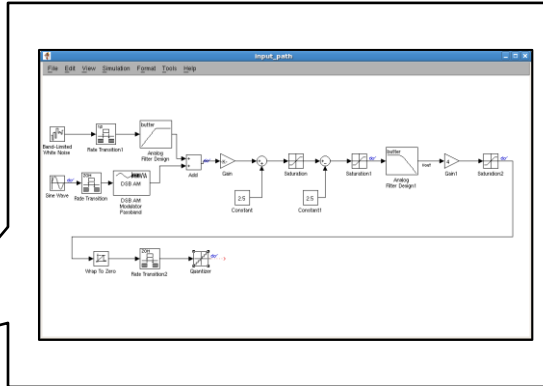 input_path
File Edit View Simulation Format Tools Help
butter
butter
Band-Limited
White Noise
Rate Transition1
Analog
Filter Design
DSB AM
Sine Wave
Rate Transition
DSB AM
Modulator
Passband
Add
Gain
Saturation
Saturation1
Analog
Filter Design1
Gain1
Saturation2
2.5
2.5
Constant
Constant1
Wrap To Zero
Rate Transition2
Quantizer